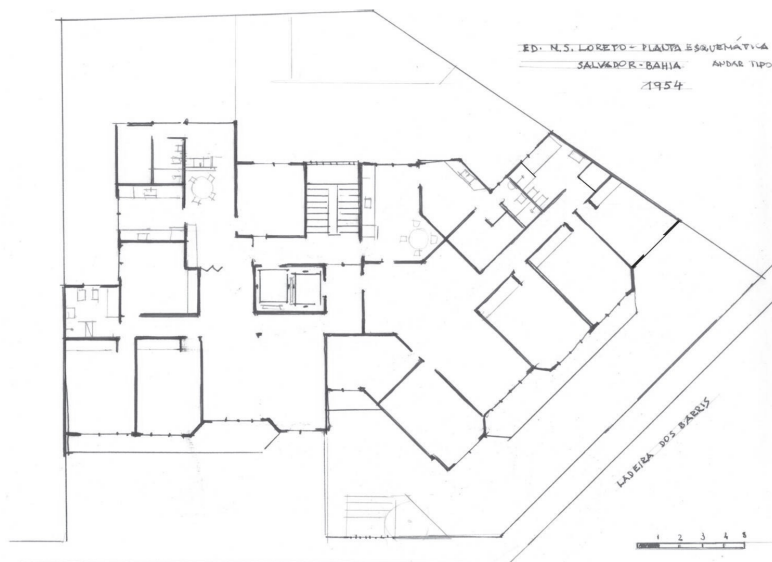 ED. N.S. LORETO - PLANTA ESQUEMÁTICA
SALVADOR-BAHIA ANDAR TIPO
1954
LADEIRA DOS BARRIS
1 2 3 4 5